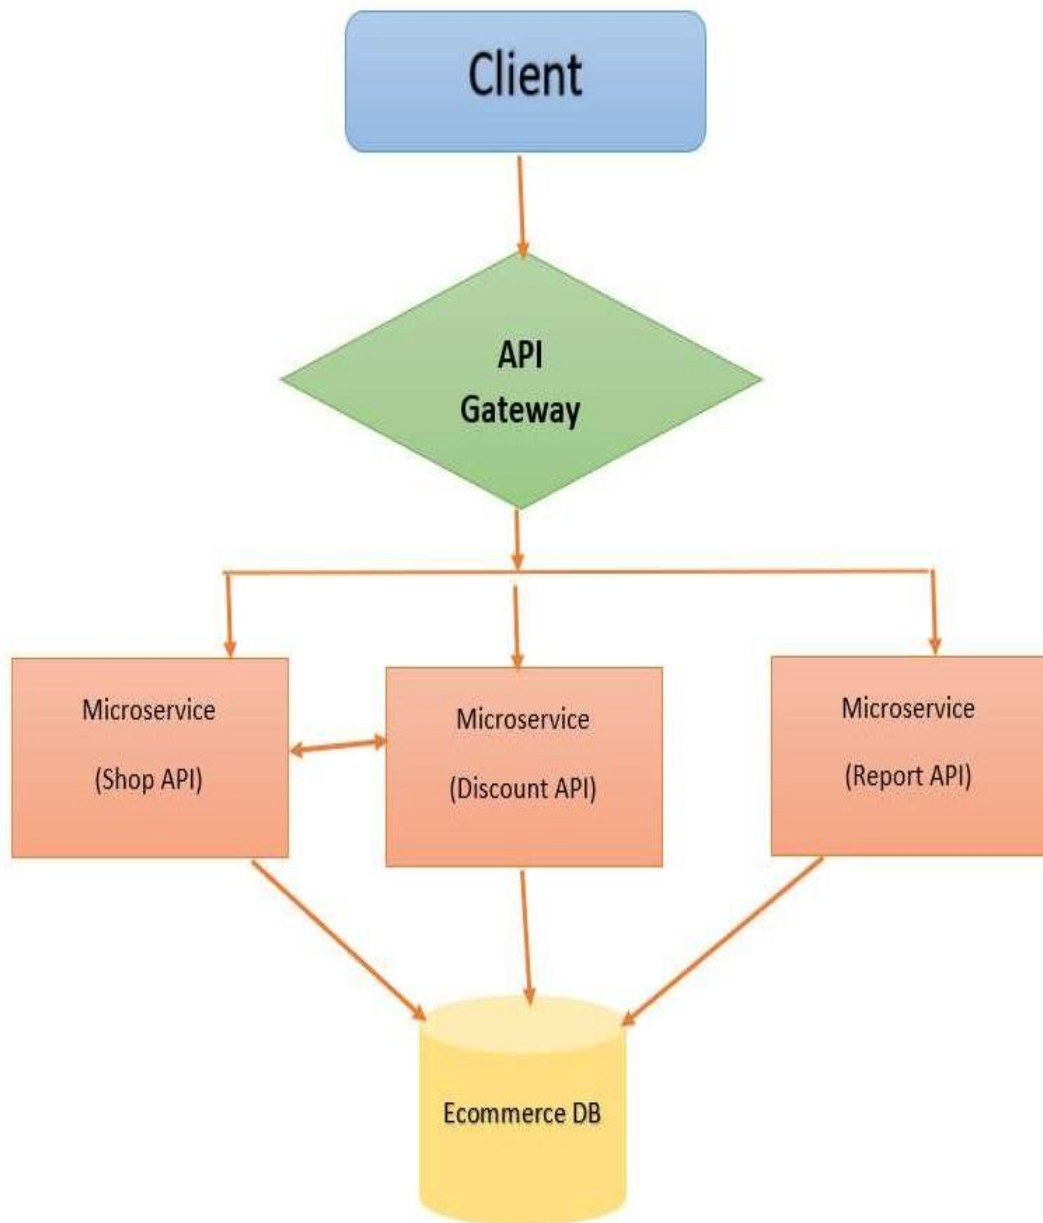 Client
API
Gateway
Microservice
(Shop API)
Microservice
(Discount API)
Microservice
(Report API)
Ecommerce DB